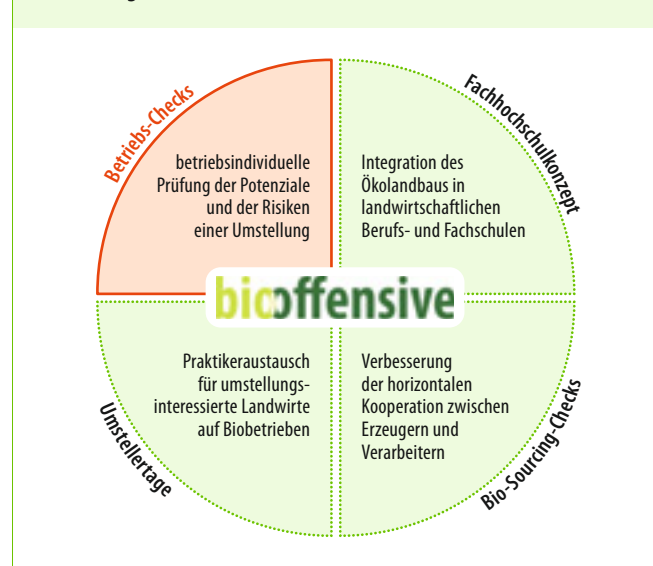 Betriebs-Checks
betriebsindividuelle
Prüfung der Potenziale
und der Risiken
einer Umstellung
Fachhochschulkonzept
Integration des
Ökolandbaus in
landwirtschaftlichen
Berufs- und Fachschulen
biooffensive
Umstellertage
Praktikeraustausch
für umstellungs-
interessierte Landwirte
auf Biobetrieben
Bio-Sourcing-Checks
Verbesserung
der horizontalen
Kooperation zwischen
Erzeugern und
Verarbeitern